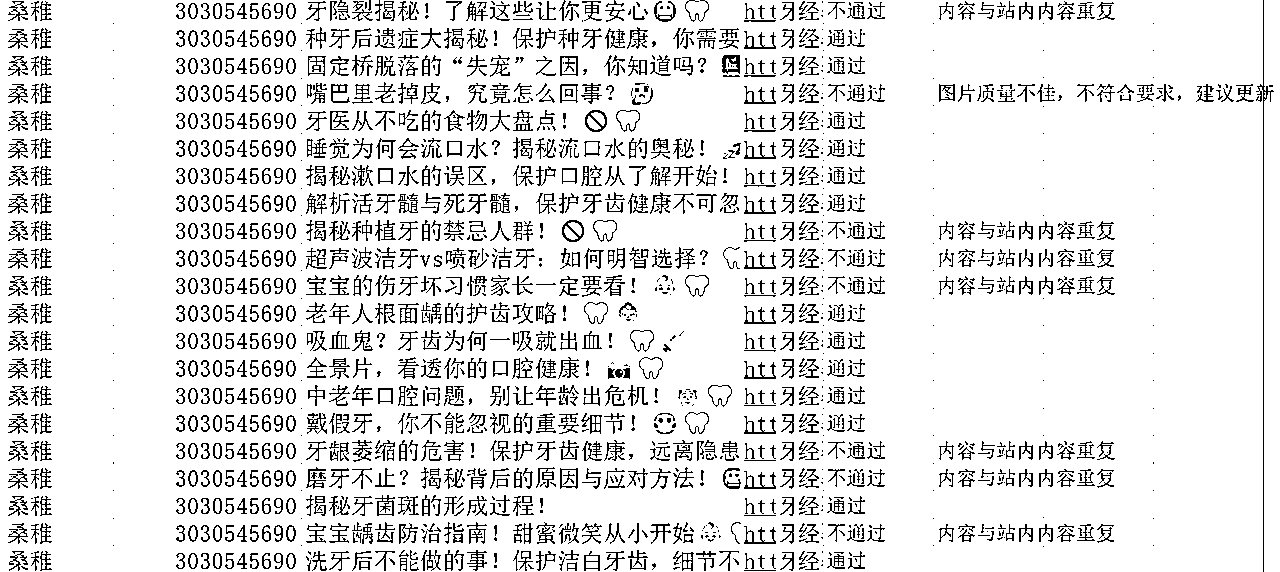 桑稚 3030545690 牙隐裂揭秘！了解这些让你更安心😐🦷 htt 牙经 不通过 内容与站内内容重复
桑稚 3030545690 种牙后遗症大揭秘！保护种牙健康，你需要 htt 牙经 通过
桑稚 3030545690 固定桥脱落的“失宠”之因，你知道吗？ htt 牙经 通过
桑稚 3030545690 嘴巴里老掉皮，究竟怎么回事？ htt 牙经 不通过 图片质量不佳，不符合要求，建议更新
桑稚 3030545690 牙医从不吃的食物大盘点！🚫🦷 htt 牙经 通过
桑稚 3030545690 睡觉为何会流口水？揭秘流口水的奥秘！💤 htt 牙经 通过
桑稚 3030545690 揭秘漱口水的误区，保护口腔从了解开始！ htt 牙经 通过
桑稚 3030545690 解析活牙髓与死牙髓，保护牙齿健康不可忽 htt 牙经 通过
桑稚 3030545690 揭秘种植牙的禁忌人群！🚫🦷 htt 牙经 不通过 内容与站内内容重复
桑稚 3030545690 超声波洁牙vs喷砂洁牙：如何明智选择？🦷 htt 牙经 不通过 内容与站内内容重复
桑稚 3030545690 宝宝的伤牙坏习惯家长一定要看！👶🦷 htt 牙经 不通过 内容与站内内容重复
桑稚 3030545690 老年人根面龋的护齿攻略！🦷👵 htt 牙经 通过
桑稚 3030545690 吸血鬼？牙齿为何一吸就出血！🦷 htt 牙经 通过
桑稚 3030545690 全景片，看透你的口腔健康！📸🦷 htt 牙经 通过
桑稚 3030545690 中老年口腔问题，别让年龄出危机！👴🦷 htt 牙经 通过
桑稚 3030545690 戴假牙，你不能忽视的重要细节！😃🦷 htt 牙经 通过
桑稚 3030545690 牙龈萎缩的危害！保护牙齿健康，远离隐患 htt 牙经 不通过 内容与站内内容重复
桑稚 3030545690 磨牙不止？揭秘背后的原因与应对方法！😬 htt 牙经 不通过 内容与站内内容重复
桑稚 3030545690 揭秘牙菌斑的形成过程！ htt 牙经 通过
桑稚 3030545690 宝宝龋齿防治指南！甜蜜微笑从小开始👶🦷 htt 牙经 不通过 内容与站内内容重复
桑稚 3030545690 洗牙后不能做的事！保护洁白牙齿，细节不 htt 牙经 通过